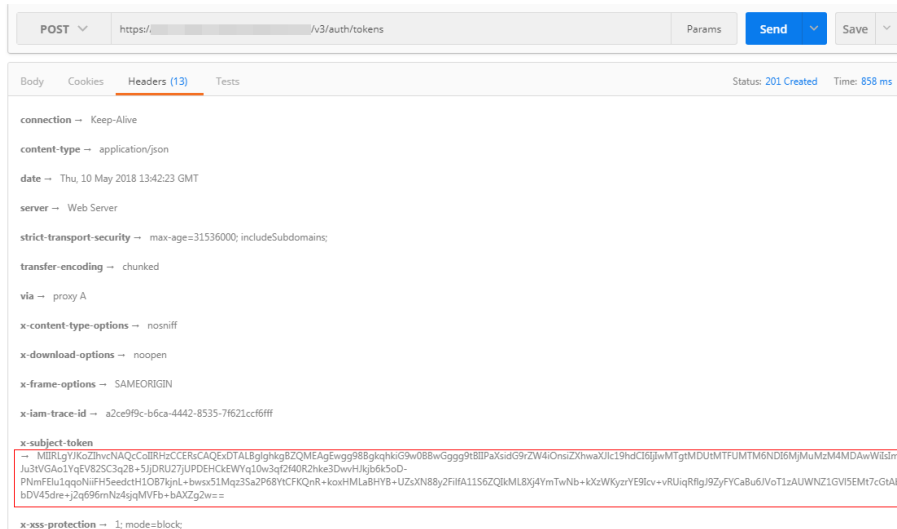 POST https:/ /v3/auth/tokens Params Send Save
Body Cookies Headers (13) Tests Status: 201 Created Time: 858 ms
connection → Keep-Alive
content-type → application/json
date → Thu, 10 May 2018 13:42:23 GMT
server → Web Server
strict-transport-security → max-age=31536000; includeSubdomains;
transfer-encoding → chunked
via → proxy A
x-content-type-options → nosniff
x-download-options → noopen
x-frame-options → SAMEORIGIN
x-iam-trace-id → a2ce9f9c-b6ca-4442-8535-7f621ccf6fff
x-subject-token
→
bDV45dre+j2q696mNz4sjqMVFb+bAXZg2w==
x-xss-protection → 1; mode=block;